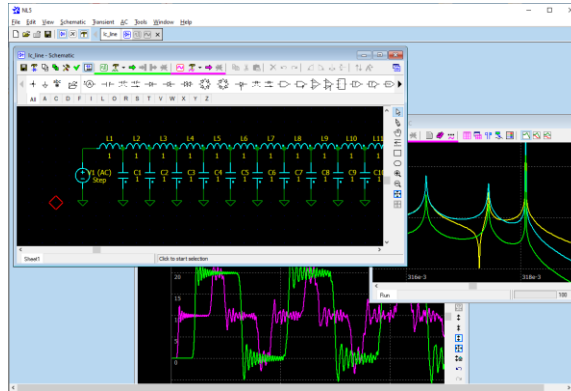 NL5
File Edit View Schematic Transient AC Tools Window Help
lc_line
lc_line - Schematic
All A C D F I L O R S T V W X Y Z
L1 L2 L3 L4 L5 L6 L7 L8 L9 L10 L11
1 1 1 1 1 1 1 1 1 1 1
V1 (AC) C1 C2 C3 C4 C5 C6 C7 C8 C9 C10
Step 1 1 1 1 1 1 1 1 1
Sheet1 Click to start selection
316e-3 318e-3
Run 100
20
15
10
5
0